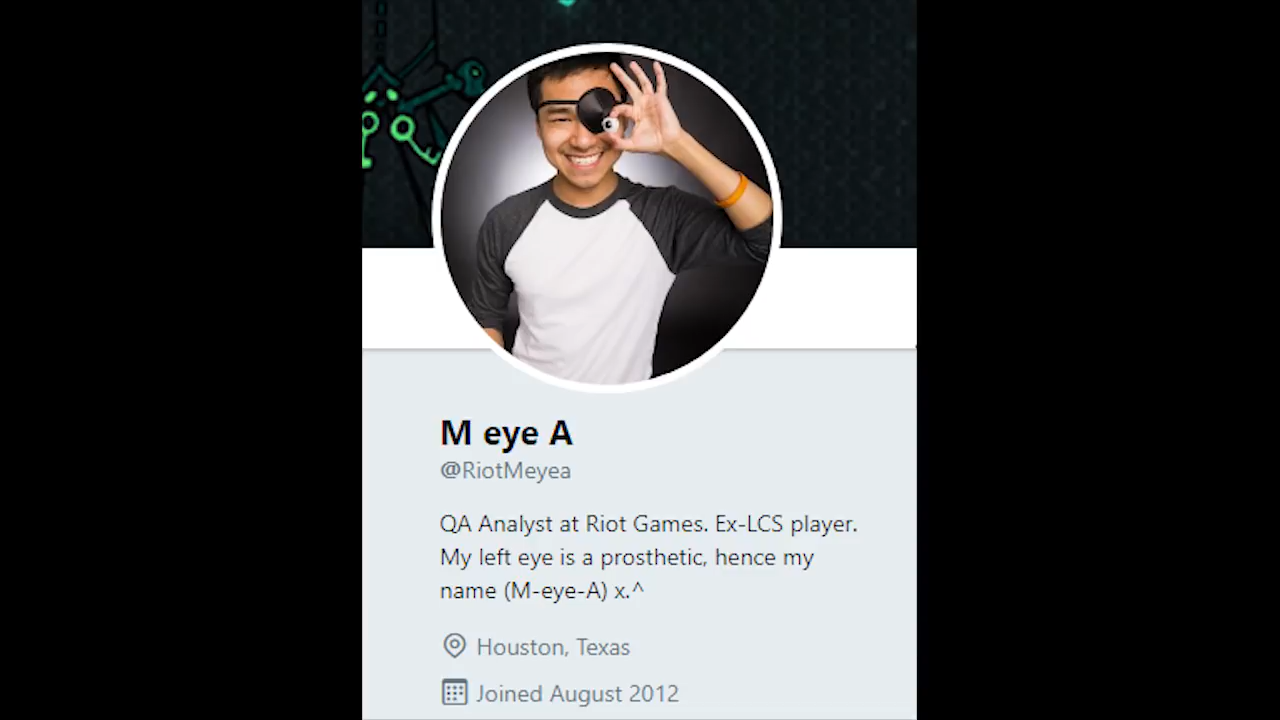 M eye A
@RiotMeyea
QA Analyst at Riot Games. Ex-LCS player.
My left eye is a prosthetic, hence my
name (M-eye-A) x.^
Houston, Texas
Joined August 2012